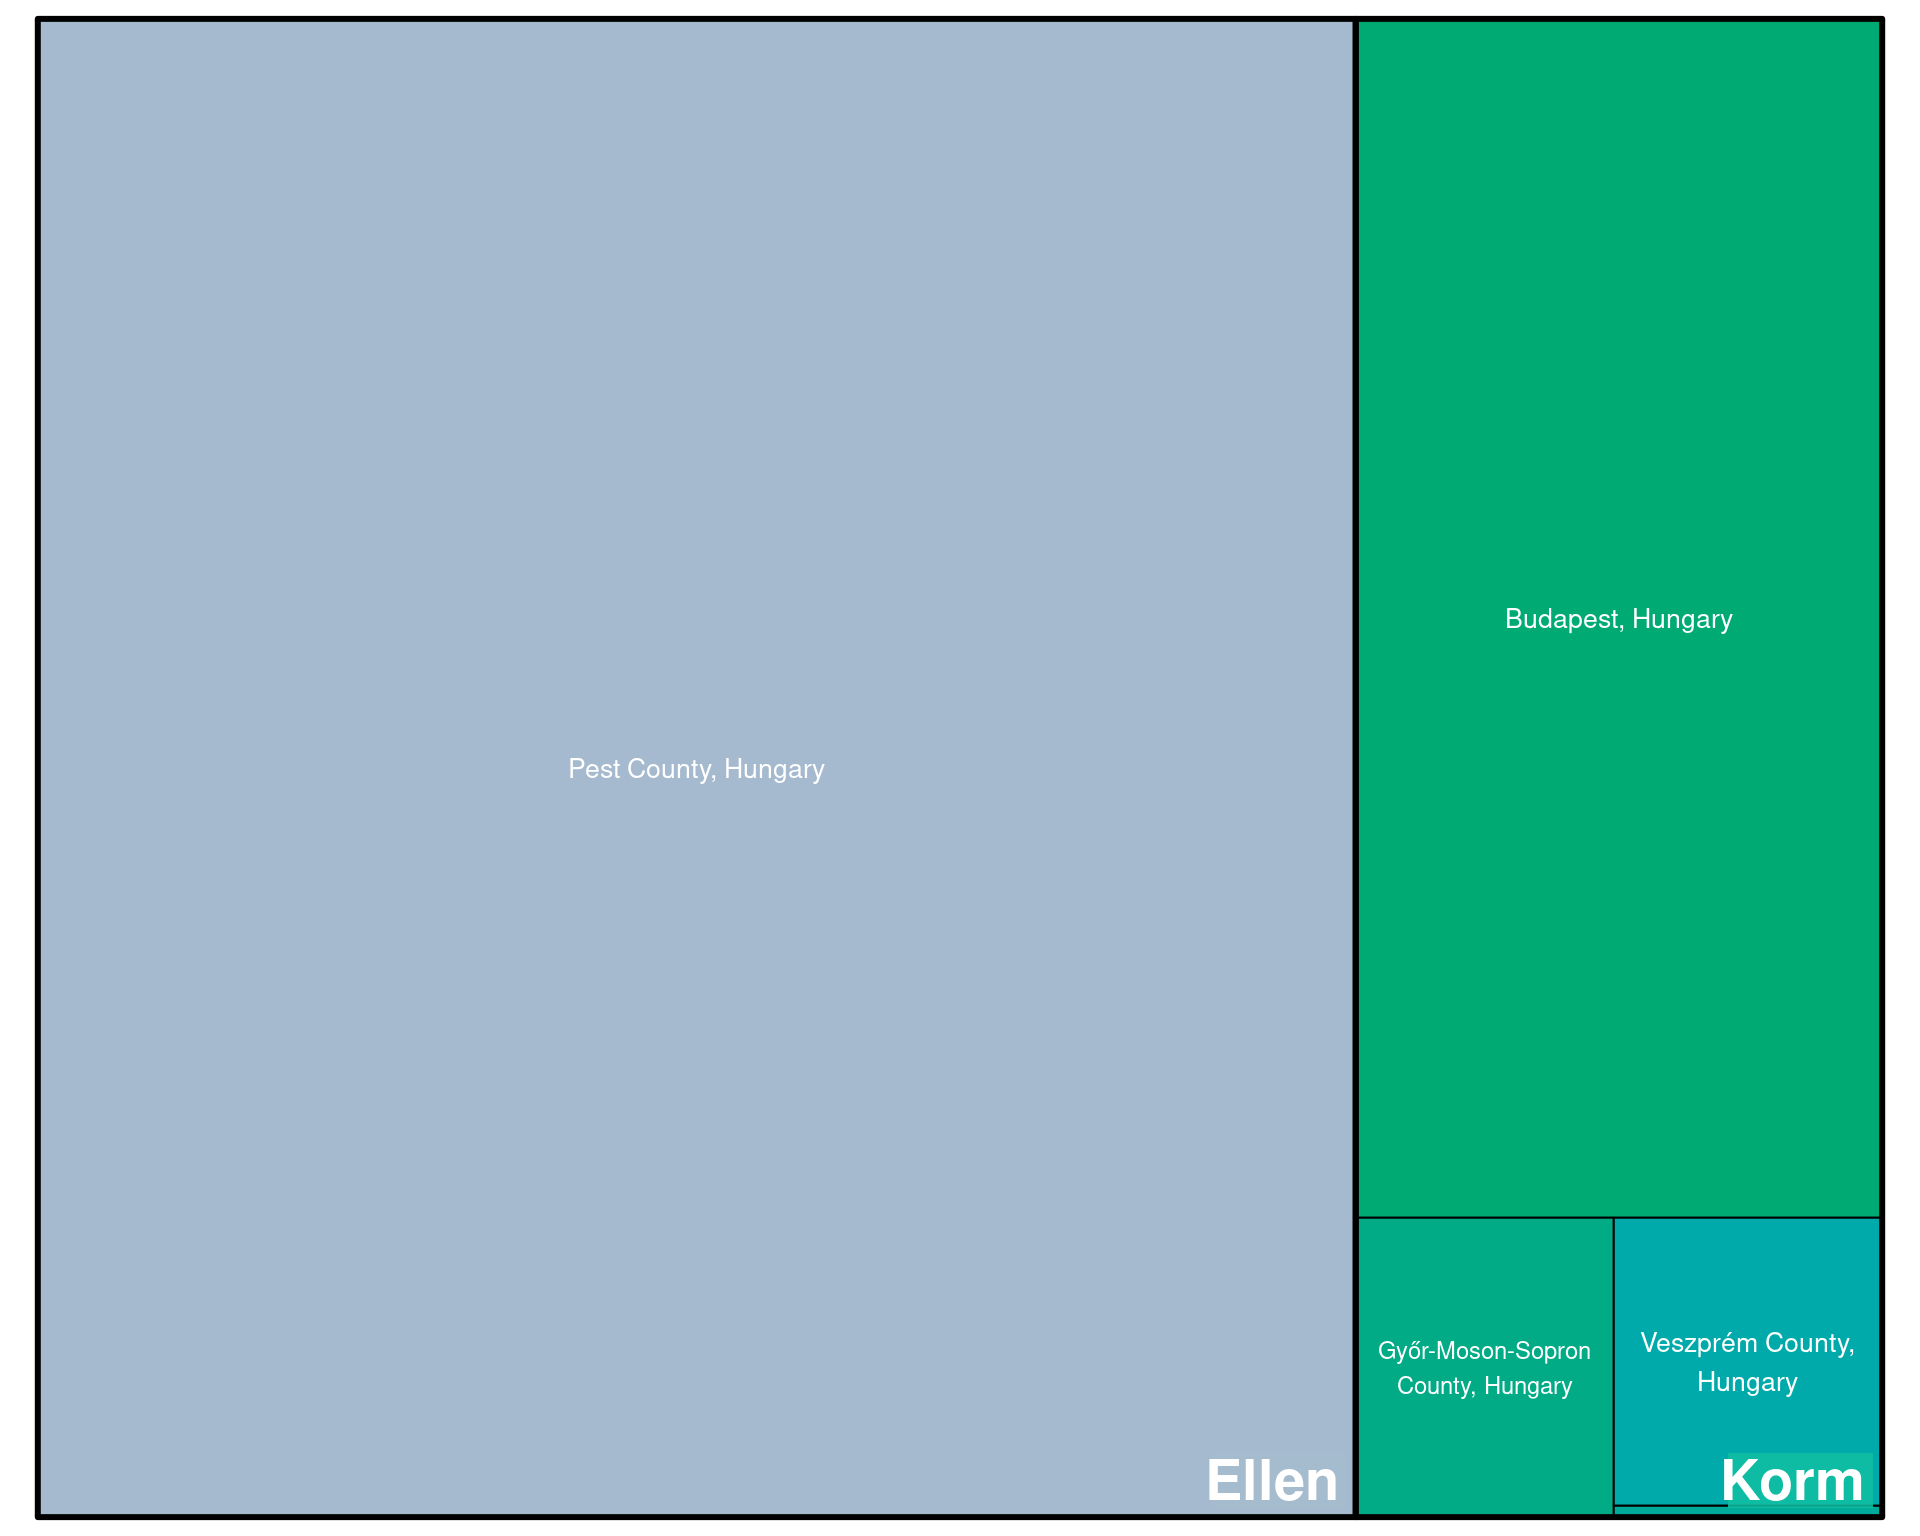 Budapest, Hungary
Pest County, Hungary
Győr-Moson-Sopron
County, Hungary
Veszprém County,
Hungary
Ellen
Korm